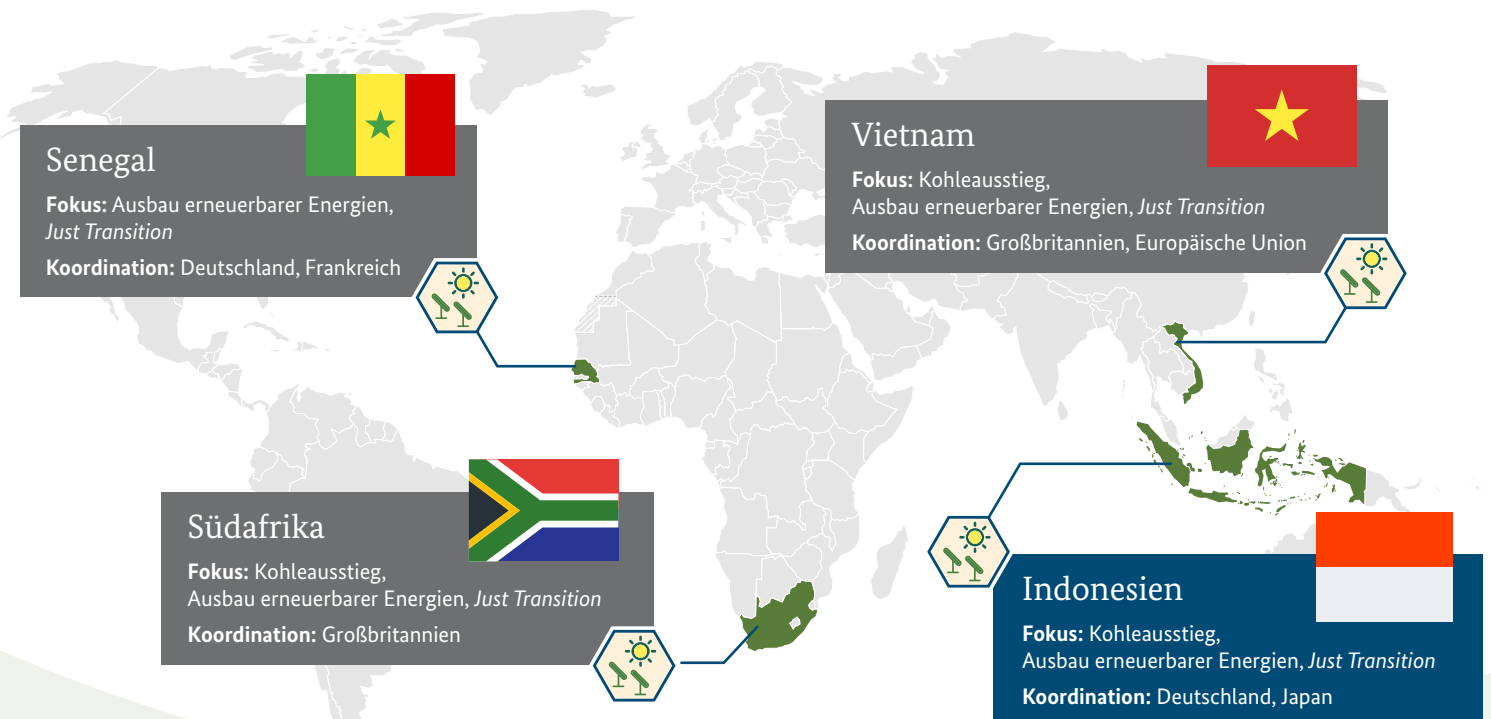 Senegal
Fokus: Ausbau erneuerbarer Energien,
Just Transition
Koordination: Deutschland, Frankreich
Vietnam
Fokus: Kohleausstieg,
Ausbau erneuerbarer Energien, Just Transition
Koordination: Großbritannien, Europäische Union
Südafrika
Fokus: Kohleausstieg,
Ausbau erneuerbarer Energien, Just Transition
Koordination: Großbritannien
Indonesien
Fokus: Kohleausstieg,
Ausbau erneuerbarer Energien, Just Transition
Koordination: Deutschland, Japan